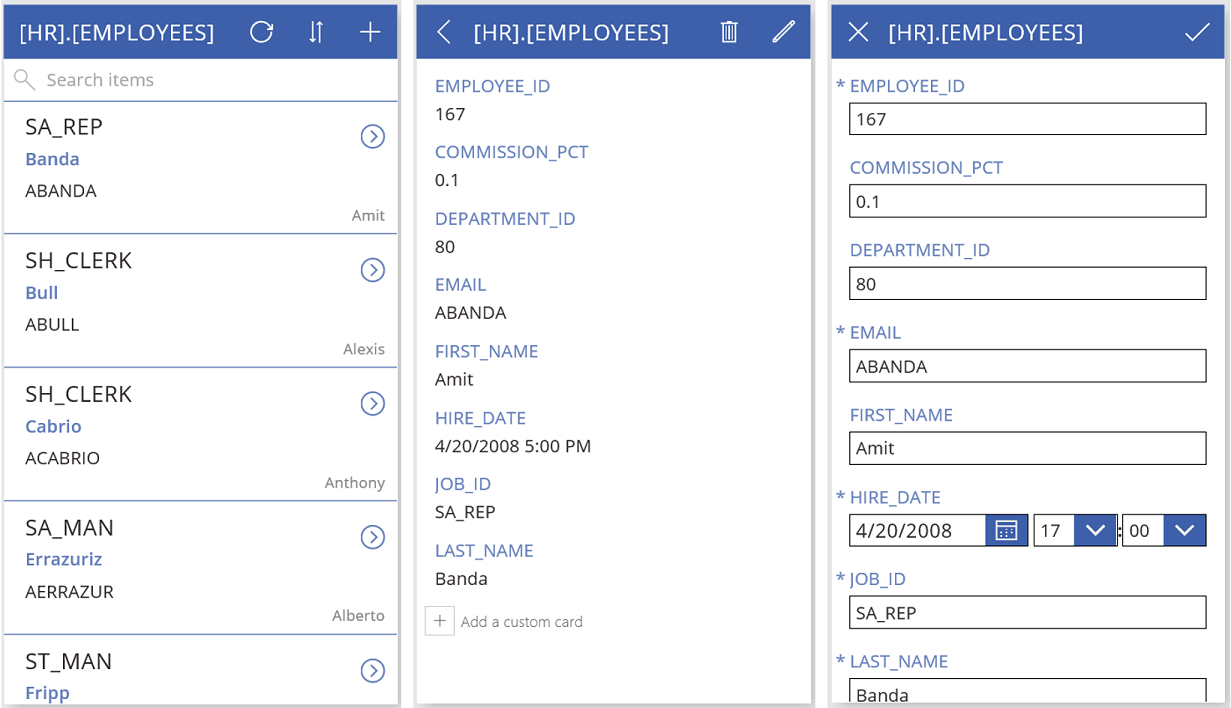 [HR].[EMPLOYEES]
Search items
SA_REP
Banda
ABANDA
Amit
SH_CLERK
Bull
ABULL
Alexis
SH_CLERK
Cabrio
ACABRIO
Anthony
SA_MAN
Errazuriz
AERRAZUR
Alberto
ST_MAN
Fripp
[HR].[EMPLOYEES]
EMPLOYEE_ID
167
COMMISSION_PCT
0.1
DEPARTMENT_ID
80
EMAIL
ABANDA
FIRST_NAME
Amit
HIRE_DATE
4/20/2008 5:00 PM
JOB_ID
SA_REP
LAST_NAME
Banda
Add a custom card
[HR].[EMPLOYEES]
* EMPLOYEE_ID
167
COMMISSION_PCT
0.1
DEPARTMENT_ID
80
* EMAIL
ABANDA
FIRST_NAME
Amit
* HIRE_DATE
4/20/2008 17 : 00
* JOB_ID
SA_REP
* LAST_NAME
Banda